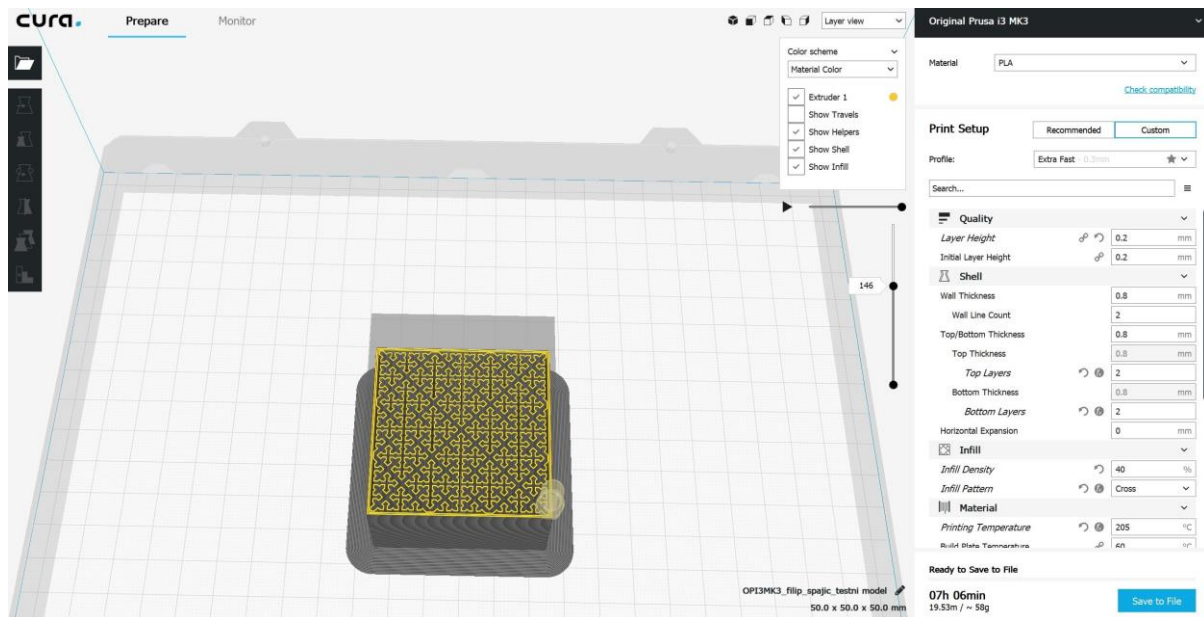 cura.
Prepare
Monitor
Layer view
Color scheme
Material Color
Extruder 1
Show Travels
Show Helpers
Show Shell
Show Infill
146
OPI3MK3_filip_spajic_testni model
50.0 x 50.0 x 50.0 mm
Original Prusa i3 MK3
Material PLA
Check compatibility
Print Setup Recommended Custom
Profile: Extra Fast - 0.3mm
Search...
Quality
Layer Height 0.2 mm
Initial Layer Height 0.2 mm
Shell
Wall Thickness 0.8 mm
Wall Line Count 2
Top/Bottom Thickness 0.8 mm
Top Thickness 0.8 mm
Top Layers 2
Bottom Thickness 0.8 mm
Bottom Layers 2
Horizontal Expansion 0 mm
Infill
Infill Density 40 %
Infill Pattern Cross
Material
Printing Temperature 205 °C
Build Plate Temperature 60 °C
Ready to Save to File
07h 06min
19.53m / ~ 58g
Save to File